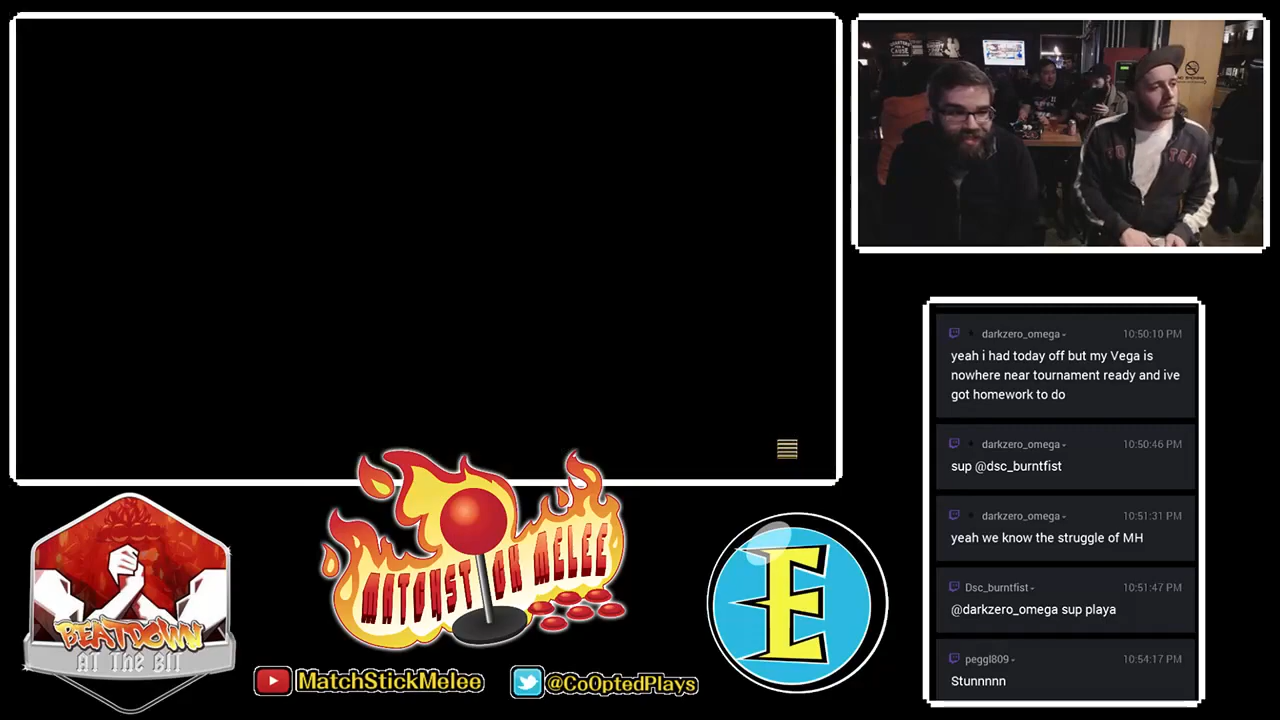 NO SMOKING
darkzero_omega
10:50:10 PM
yeah i had today off but my Vega is
nowhere near tournament ready and ive
got homework to do
darkzero_omega
10:50:46 PM
sup @dsc_burntfist
darkzero_omega
10:51:31 PM
yeah we know the struggle of MH
Dsc_burntfist
10:51:47 PM
@darkzero_omega sup playa
peggl809
10:54:17 PM
Stunnnnn
BEATDOWN
AT THE BIT
MATCHSTICK MELEE
E
MatchStickMelee
@CoOptedPlays